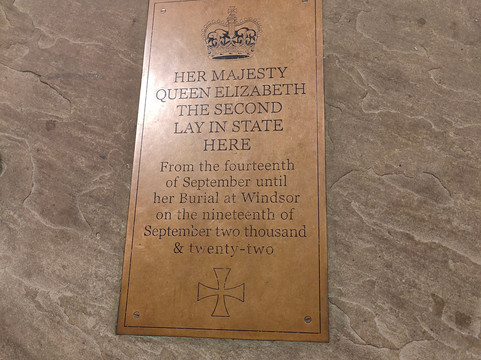 HER MAJESTY
QUEEN ELIZABETH
THE SECOND
LAY IN STATE
HERE
From the fourteenth
of September until
her Burial at Windsor
on the nineteenth of
September two thousand
& twenty-two